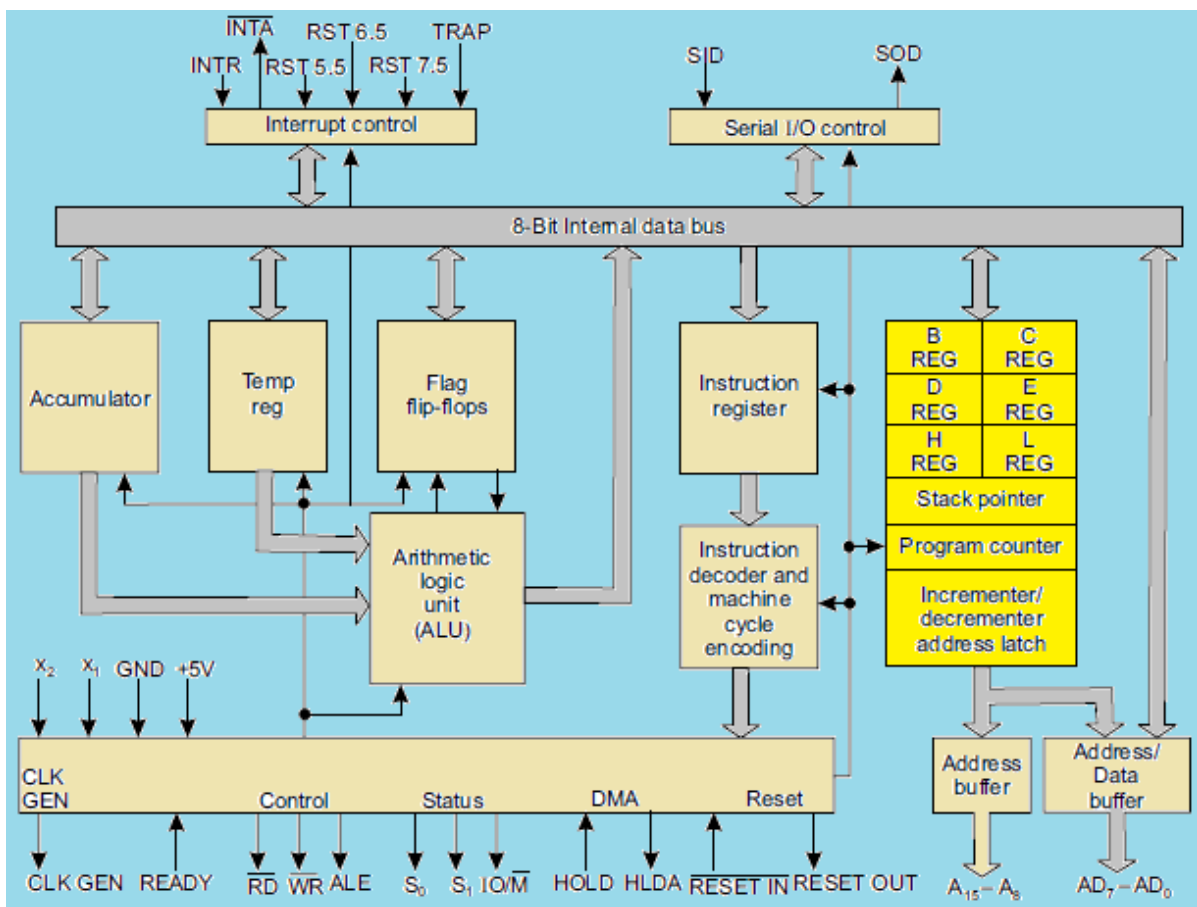 INTA RST 6.5 TRAP
INTR RST 5.5 RST 7.5
SID SOD
Interrupt control
Serial I/O control
8-Bit Internal data bus
Accumulator
Temp
reg
Flag
flip-flops
Instruction
register
B
REG
C
REG
D
REG
E
REG
H
REG
L
REG
Stack pointer
Program counter
Incrementer/
decrementer
address latch
Arithmetic
logic
unit
(ALU)
Instruction
decoder and
machine
cycle
encoding
X₂ X₁ GND +5V
CLK
GEN
Control Status DMA Reset
Address
buffer
Address/
Data
buffer
CLK GEN READY RD WR ALE S₀ S₁ IO/M HOLD HLDA RESET IN RESET OUT
A₁₅–A₈ AD₇–AD₀